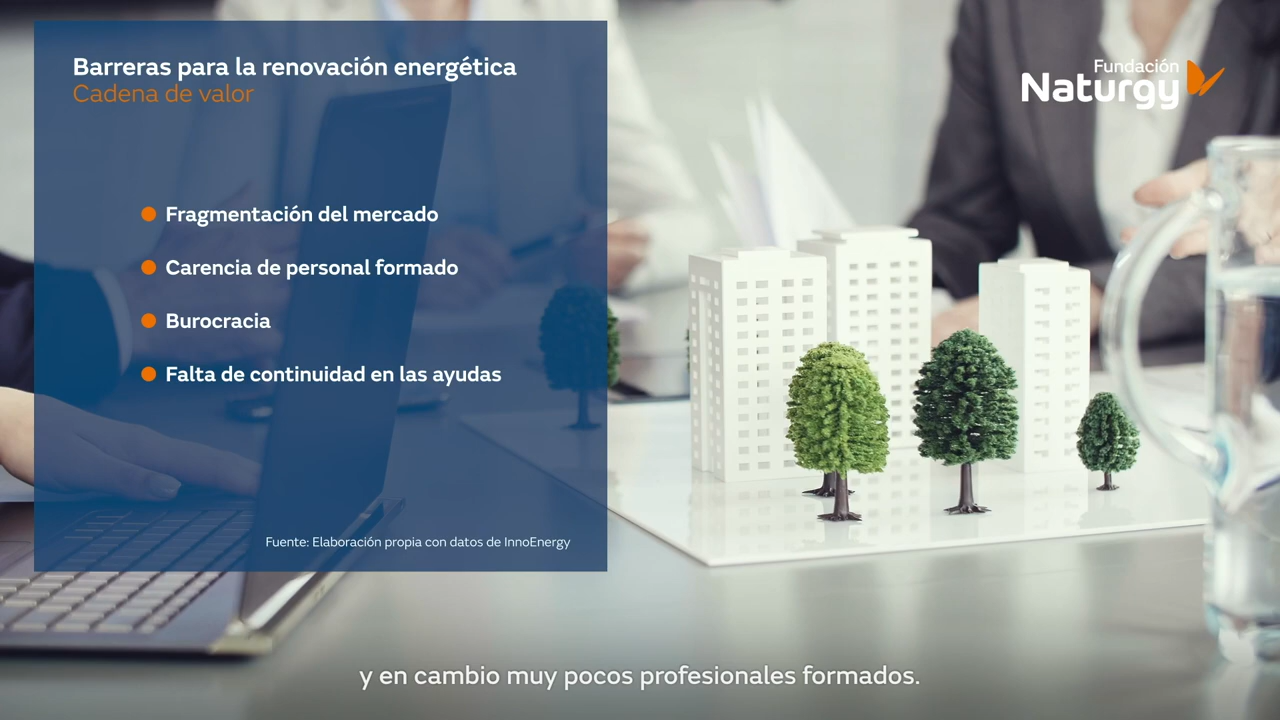 Barreras para la renovación energética
Cadena de valor
Fundación
Naturgy
Fragmentación del mercado
Carencia de personal formado
Burocracia
Falta de continuidad en las ayudas
Fuente: Elaboración propia con datos de InnoEnergy
y en cambio muy pocos profesionales formados.